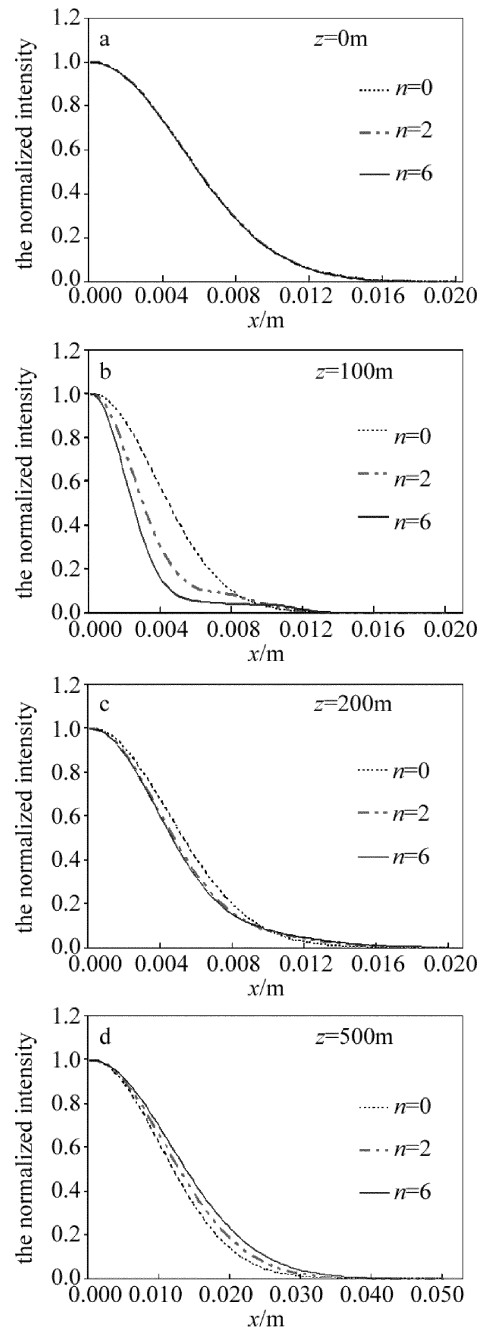 the normalized intensity
1.2
1.0
0.8
0.6
0.4
0.2
0.0
a
z=0m
n=0
n=2
n=6
0.000 0.004 0.008 0.012 0.016 0.020
x/m
the normalized intensity
1.2
1.0
0.8
0.6
0.4
0.2
0.0
b
z=100m
n=0
n=2
n=6
0.000 0.004 0.008 0.012 0.016 0.020
x/m
the normalized intensity
1.2
1.0
0.8
0.6
0.4
0.2
0.0
c
z=200m
n=0
n=2
n=6
0.000 0.004 0.008 0.012 0.016 0.020
x/m
the normalized intensity
1.2
1.0
0.8
0.6
0.4
0.2
0.0
d
z=500m
n=0
n=2
n=6
0.000 0.010 0.020 0.030 0.040 0.050
x/m